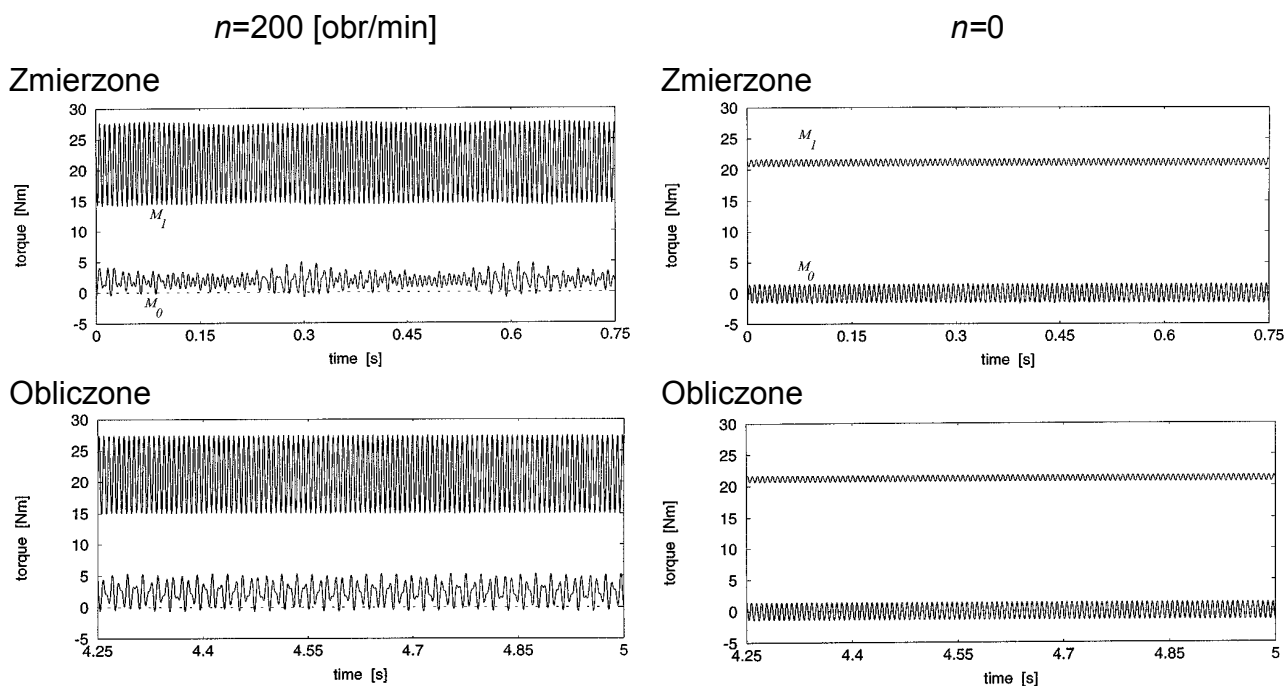 n=200 [obr/min]
n=0
Zmierzone
30
25
20
15
10
5
0
-5
torque [Nm]
M1
M0
0 0.15 0.3 0.45 0.6 0.75
time [s]
Zmierzone
30
25
20
15
10
5
0
-5
torque [Nm]
M1
M0
0 0.15 0.3 0.45 0.6 0.75
time [s]
Obliczone
30
25
20
15
10
5
0
-5
torque [Nm]
4.25 4.4 4.55 4.7 4.85 5
time [s]
Obliczone
30
25
20
15
10
5
0
-5
torque [Nm]
4.25 4.4 4.55 4.7 4.85 5
time [s]